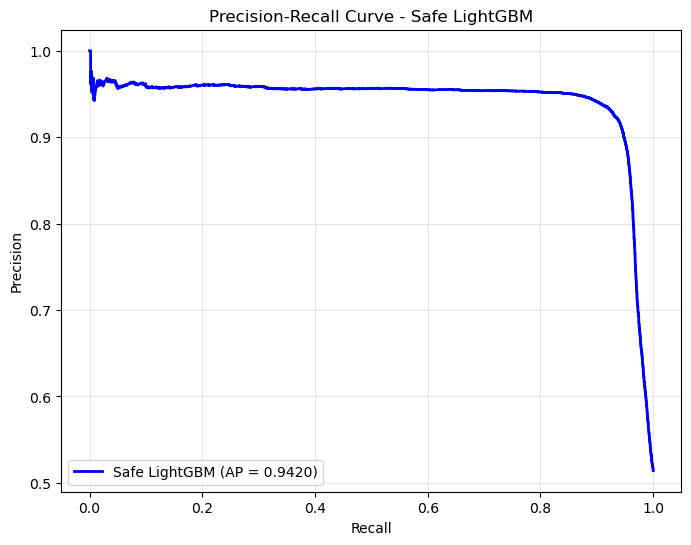 Precision-Recall Curve - Safe LightGBM
1.0
0.9
0.8
0.7
0.6
0.5
Precision
Safe LightGBM (AP = 0.9420)
0.0 0.2 0.4 0.6 0.8 1.0
Recall